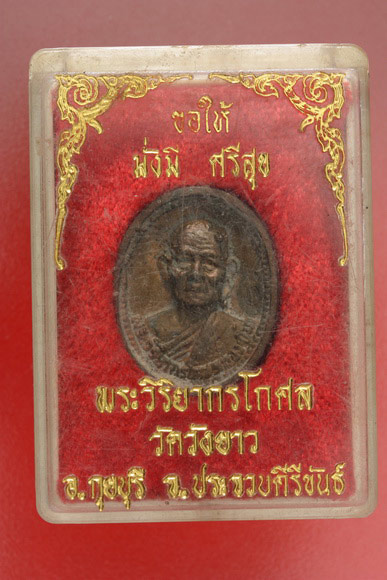 ขอให้
มั่งมี ศรีสุข
พระวิริยากรโกศล
วัดวังยาว
อ.กุยบุรี จ.ประจวบคีรีขันธ์